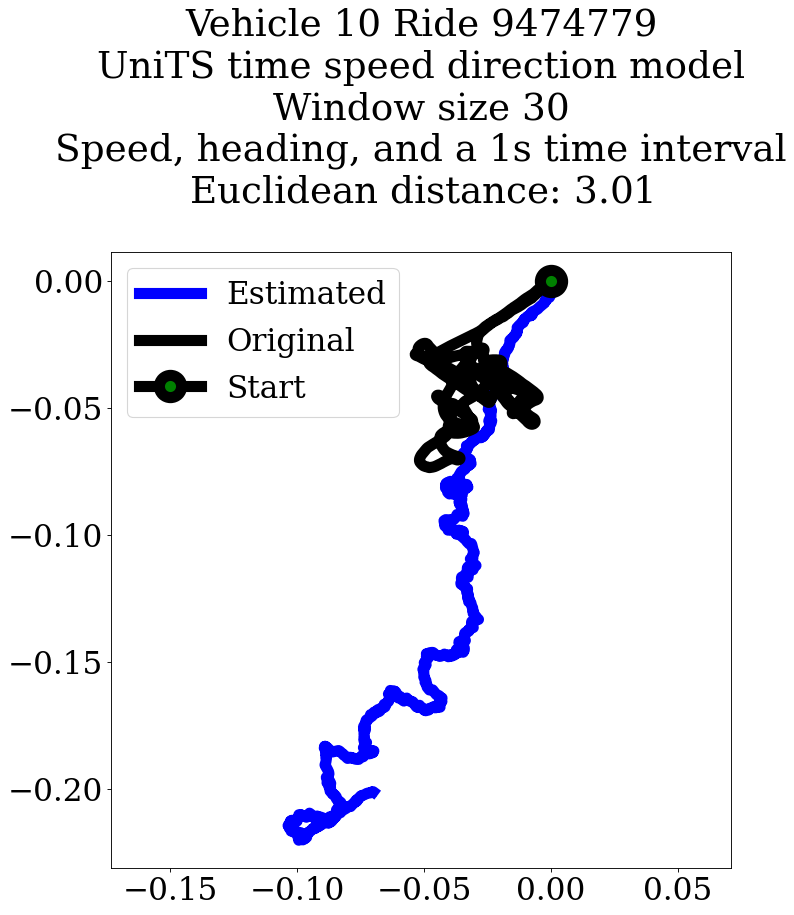 Vehicle 10 Ride 9474779
UniTS time speed direction model
Window size 30
Speed, heading, and a 1s time interval
Euclidean distance: 3.01
Estimated
Original
Start
0.00
−0.05
−0.10
−0.15
−0.20
−0.15 −0.10 −0.05 0.00 0.05